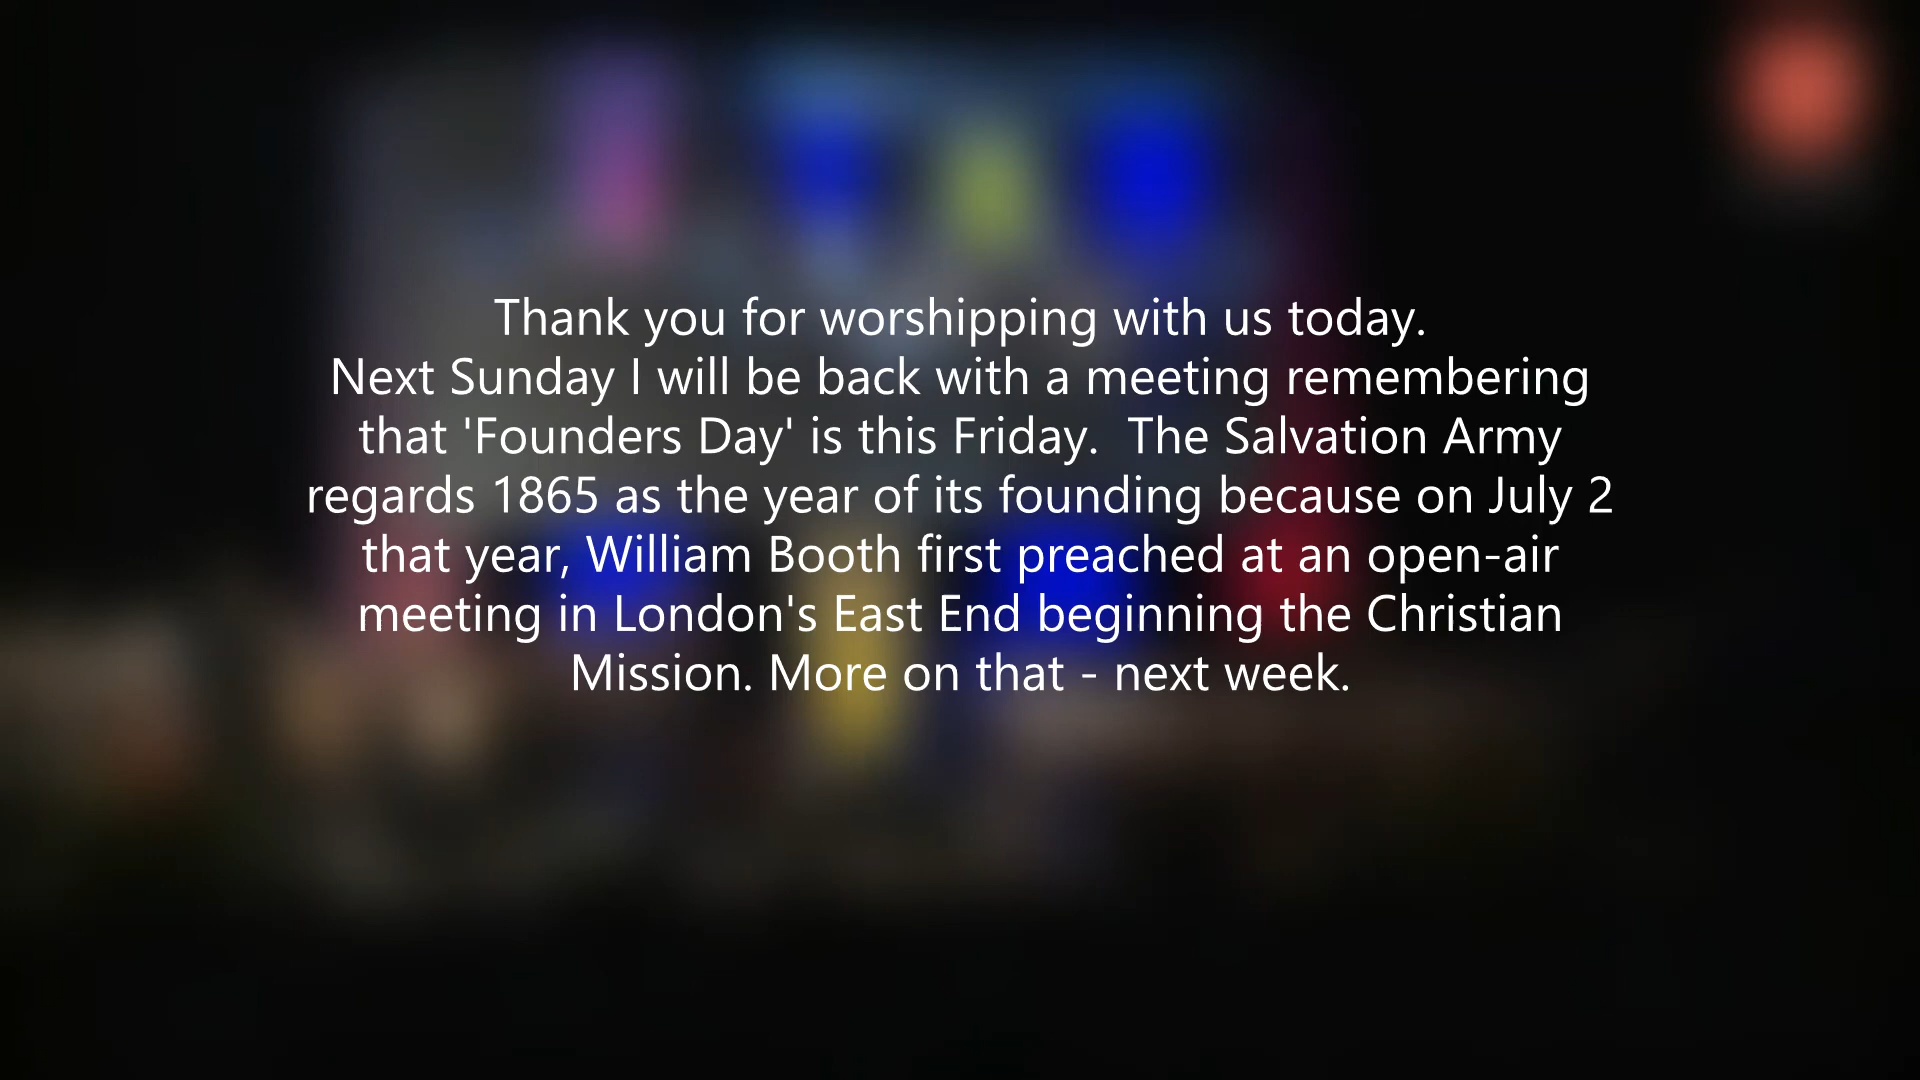 Thank you for worshipping with us today.
Next Sunday I will be back with a meeting remembering
that 'Founders Day' is this Friday.  The Salvation Army
regards 1865 as the year of its founding because on July 2
that year, William Booth first preached at an open-air
meeting in London's East End beginning the Christian
Mission. More on that - next week.